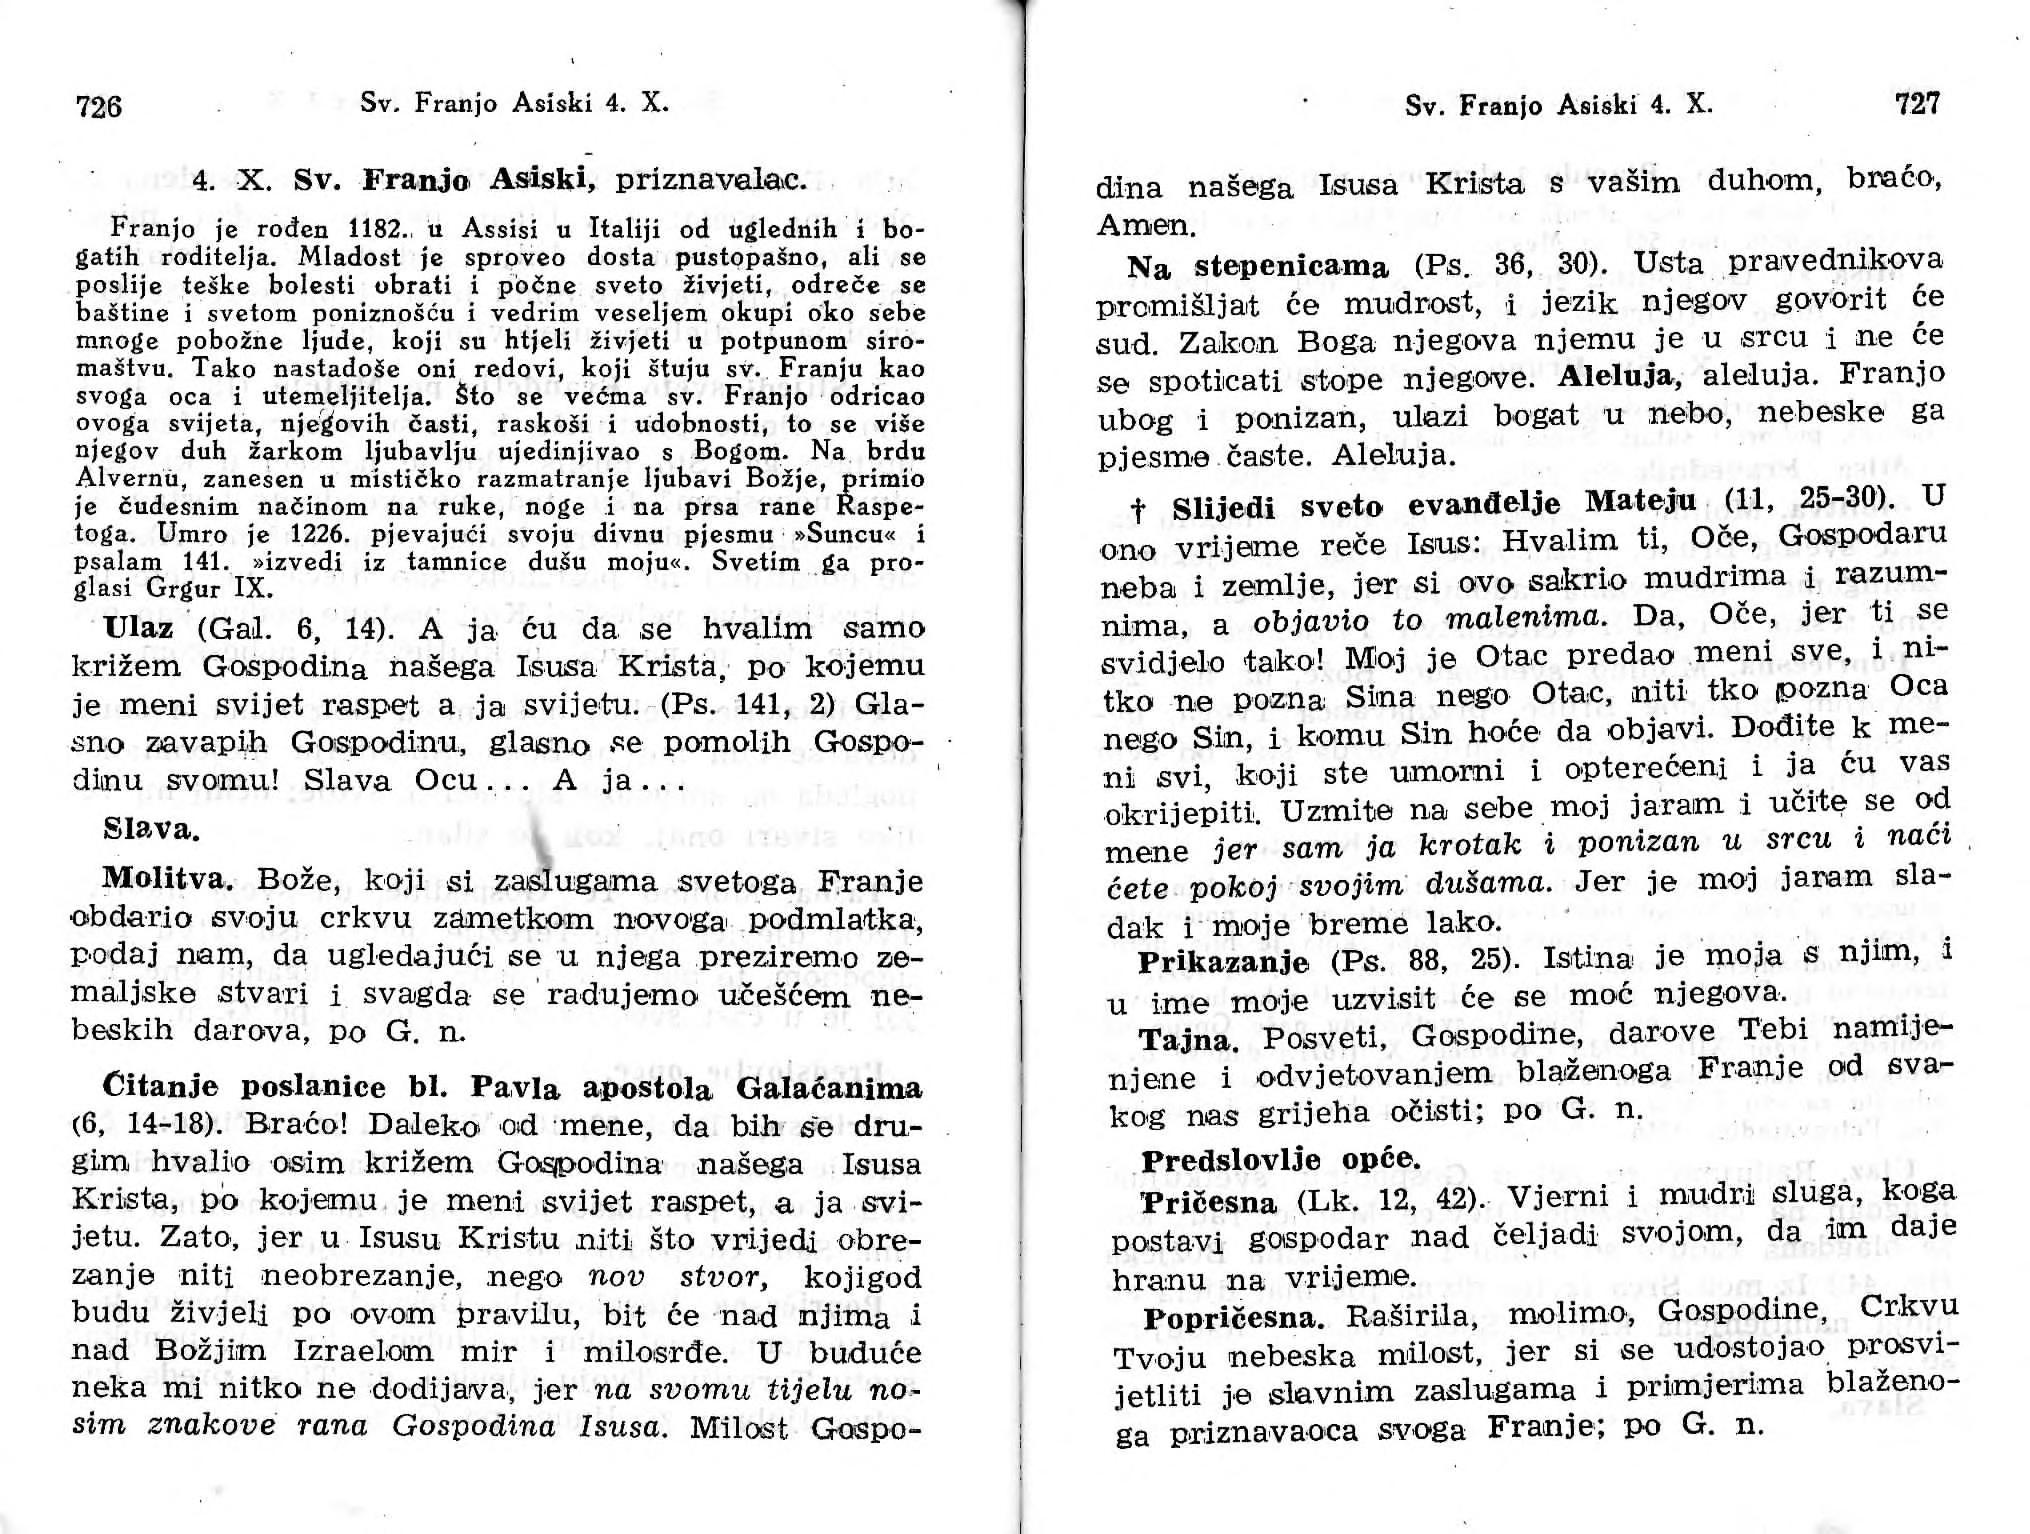 726
Sv. Franjo Asiski 4. X.
4. X. Sv. Franjo Asiski, priznavalac.
Franjo je rođen 1182. u Assisi u Italiji od uglednih i bo-
gatih roditelja. Mladost je sproveo dosta pustopašno, ali se
poslije teške bolesti obrati i počne sveto živjeti, odreče se
baštine i svetom poniznošću i vedrim veseljem okupi oko sebe
mnoge pobožne ljude, koji su htjeli živjeti u potpunom siro-
maštvu. Tako nastadoše oni redovi, koji štuju sv. Franju kao
svoga oca i utemeljitelja. Što se većma sv. Franjo odricao
ovoga svijeta, njegovih časti, raskoši i udobnosti, to se više
njegov duh žarkom ljubavlju ujedinjivao s Bogom. Na brdu
Alvernu, zanesen u mističko razmatranje ljubavi Božje, primio
je čudesnim načinom na ruke, noge i na prsa rane Raspe-
toga. Umro je 1226. pjevajući svoju divnu pjesmu »Suncu« i
psalam 141. »izvedi iz tamnice dušu moju«. Svetim ga pro-
glasi Grgur IX.
Ulaz (Gal. 6, 14). A ja ću da se hvalim samo
križem Gospodina našega Isusa Krista, po kojemu
je meni svijet raspet a ja svijetu. (Ps. 141, 2) Gla-
sno zavapih Gospodinu, glasno se pomolih Gospo-
dinu svomu! Slava Ocu... A ja...
Slava.
Molitva. Bože, koji si zaslugama svetoga Franje
obdario svoju crkvu zametkom novoga podmlatka,
podaj nam, da ugledajući se u njega preziremo ze-
maljske stvari i svagda se radujemo učešćem ne-
beskih darova, po G. n.
Čitanje poslanice bl. Pavla apostola Galaćanima
(6, 14-18). Braćo! Daleko od mene, da bih se dru-
gim hvalio osim križem Gospodina našega Isusa
Krista, po kojemu je meni svijet raspet, a ja svi-
jetu. Zato, jer u Isusu Kristu niti što vrijedi obre-
zanje niti neobrezanje, nego nov stvor, kojigod
budu živjeli po ovom pravilu, bit će nad njima i
nad Božjim Izraelom mir i milosrđe. U buduće
neka mi nitko ne dodijava, jer na svomu tijelu no-
sim znakove rana Gospodina Isusa. Milost Gospo-
Sv. Franjo Asiski 4. X.
727
dina našega Isusa Krista s vašim duhom, braćo,
Amen.
Na stepenicama (Ps. 36, 30). Usta pravednikova
promišljat će mudrost, i jezik njegov govorit će
sud. Zakon Boga njegova njemu je u srcu i ne će
se spoticati stope njegove. Aleluja, aleluja. Franjo
ubog i ponizan, ulazi bogat u nebo, nebeske ga
pjesme časte. Aleluja.
† Slijedi sveto evanđelje Mateju (11, 25-30). U
ono vrijeme reče Isus: Hvalim ti, Oče, Gospodaru
neba i zemlje, jer si ovo sakrio mudrima i razum-
nima, a objavio to malenima. Da, Oče, jer ti se
svidjelo tako! Moj je Otac predao meni sve, i ni-
tko ne pozna Sina nego Otac, niti tko pozna Oca
nego Sin, i komu Sin hoće da objavi. Dođite k me-
ni svi, koji ste umorni i opterećeni i ja ću vas
okrijepiti. Uzmite na sebe moj jaram i učite se od
mene jer sam ja krotak i ponizan u srcu i naći
ćete pokoj svojim dušama. Jer je moj jaram sla-
dak i moje breme lako.
Prikazanje (Ps. 88, 25). Istina je moja s njim, i
u ime moje uzvisit će se moć njegova.
Tajna. Posveti, Gospodine, darove Tebi namije-
njene i odvjetovanjem blaženoga Franje od sva-
kog nas grijeha očisti; po G. n.
Predslovlje opće.
Pričesna (Lk. 12, 42). Vjerni i mudri sluga, koga
postavi gospodar nad čeljadi svojom, da im daje
hranu na vrijeme.
Popričesna. Raširila, molimo, Gospodine, Crkvu
Tvoju nebeska milost, jer si se udostojao prosvi-
jetliti je slavnim zaslugama i primjerima blaženo-
ga priznavaoca svoga Franje; po G. n.